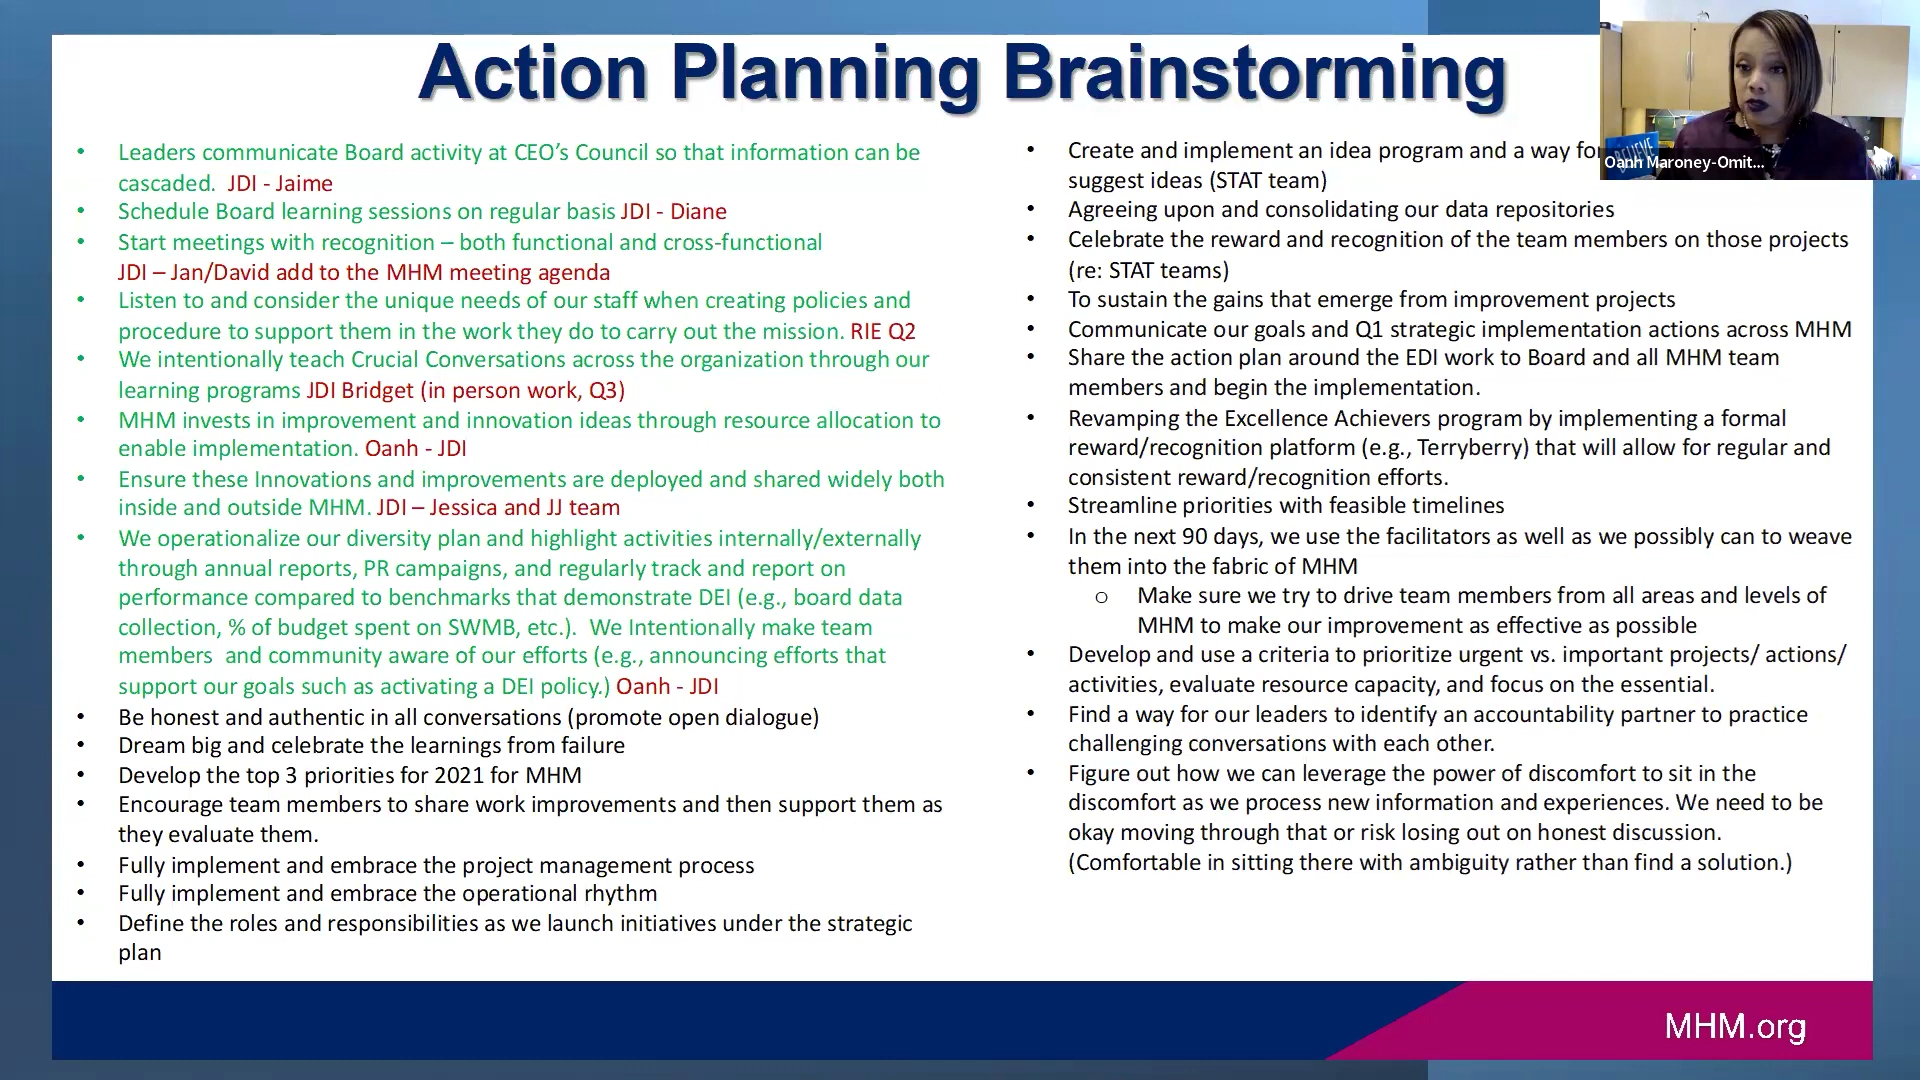 Action Planning Brainstorming
• Leaders communicate Board activity at CEO's Council so that information can be
cascaded. JDI - Jaime
• Schedule Board learning sessions on regular basis JDI - Diane
• Start meetings with recognition – both functional and cross-functional
JDI – Jan/David add to the MHM meeting agenda
• Listen to and consider the unique needs of our staff when creating policies and
procedure to support them in the work they do to carry out the mission. RIE Q2
• We intentionally teach Crucial Conversations across the organization through our
learning programs JDI Bridget (in person work, Q3)
• MHM invests in improvement and innovation ideas through resource allocation to
enable implementation. Oanh - JDI
• Ensure these Innovations and improvements are deployed and shared widely both
inside and outside MHM. JDI – Jessica and JJ team
• We operationalize our diversity plan and highlight activities internally/externally
through annual reports, PR campaigns, and regularly track and report on
performance compared to benchmarks that demonstrate DEI (e.g., board data
collection, % of budget spent on SWMB, etc.). We Intentionally make team
members and community aware of our efforts (e.g., announcing efforts that
support our goals such as activating a DEI policy.) Oanh - JDI
• Be honest and authentic in all conversations (promote open dialogue)
• Dream big and celebrate the learnings from failure
• Develop the top 3 priorities for 2021 for MHM
• Encourage team members to share work improvements and then support them as
they evaluate them.
• Fully implement and embrace the project management process
• Fully implement and embrace the operational rhythm
• Define the roles and responsibilities as we launch initiatives under the strategic
plan
• Create and implement an idea program and a way for
suggest ideas (STAT team)
• Agreeing upon and consolidating our data repositories
• Celebrate the reward and recognition of the team members on those projects
(re: STAT teams)
• To sustain the gains that emerge from improvement projects
• Communicate our goals and Q1 strategic implementation actions across MHM
• Share the action plan around the EDI work to Board and all MHM team
members and begin the implementation.
• Revamping the Excellence Achievers program by implementing a formal
reward/recognition platform (e.g., Terryberry) that will allow for regular and
consistent reward/recognition efforts.
• Streamline priorities with feasible timelines
• In the next 90 days, we use the facilitators as well as we possibly can to weave
them into the fabric of MHM
o Make sure we try to drive team members from all areas and levels of
MHM to make our improvement as effective as possible
• Develop and use a criteria to prioritize urgent vs. important projects/ actions/
activities, evaluate resource capacity, and focus on the essential.
• Find a way for our leaders to identify an accountability partner to practice
challenging conversations with each other.
• Figure out how we can leverage the power of discomfort to sit in the
discomfort as we process new information and experiences. We need to be
okay moving through that or risk losing out on honest discussion.
(Comfortable in sitting there with ambiguity rather than find a solution.)
BELIEVE
Oanh Maroney-Omit...
MHM.org